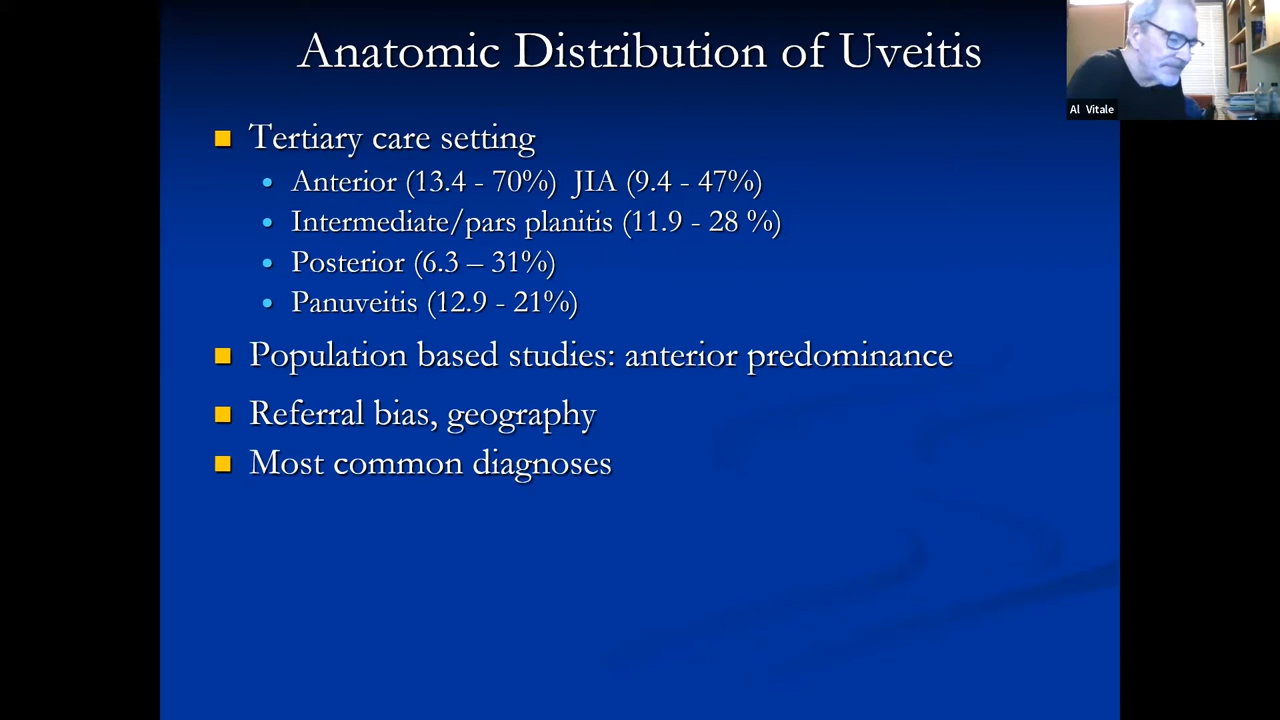 Anatomic Distribution of Uveitis
Al Vitale
Tertiary care setting
Anterior (13.4 - 70%) JIA (9.4 - 47%)
Intermediate/pars planitis (11.9 - 28 %)
Posterior (6.3 – 31%)
Panuveitis (12.9 - 21%)
Population based studies: anterior predominance
Referral bias, geography
Most common diagnoses